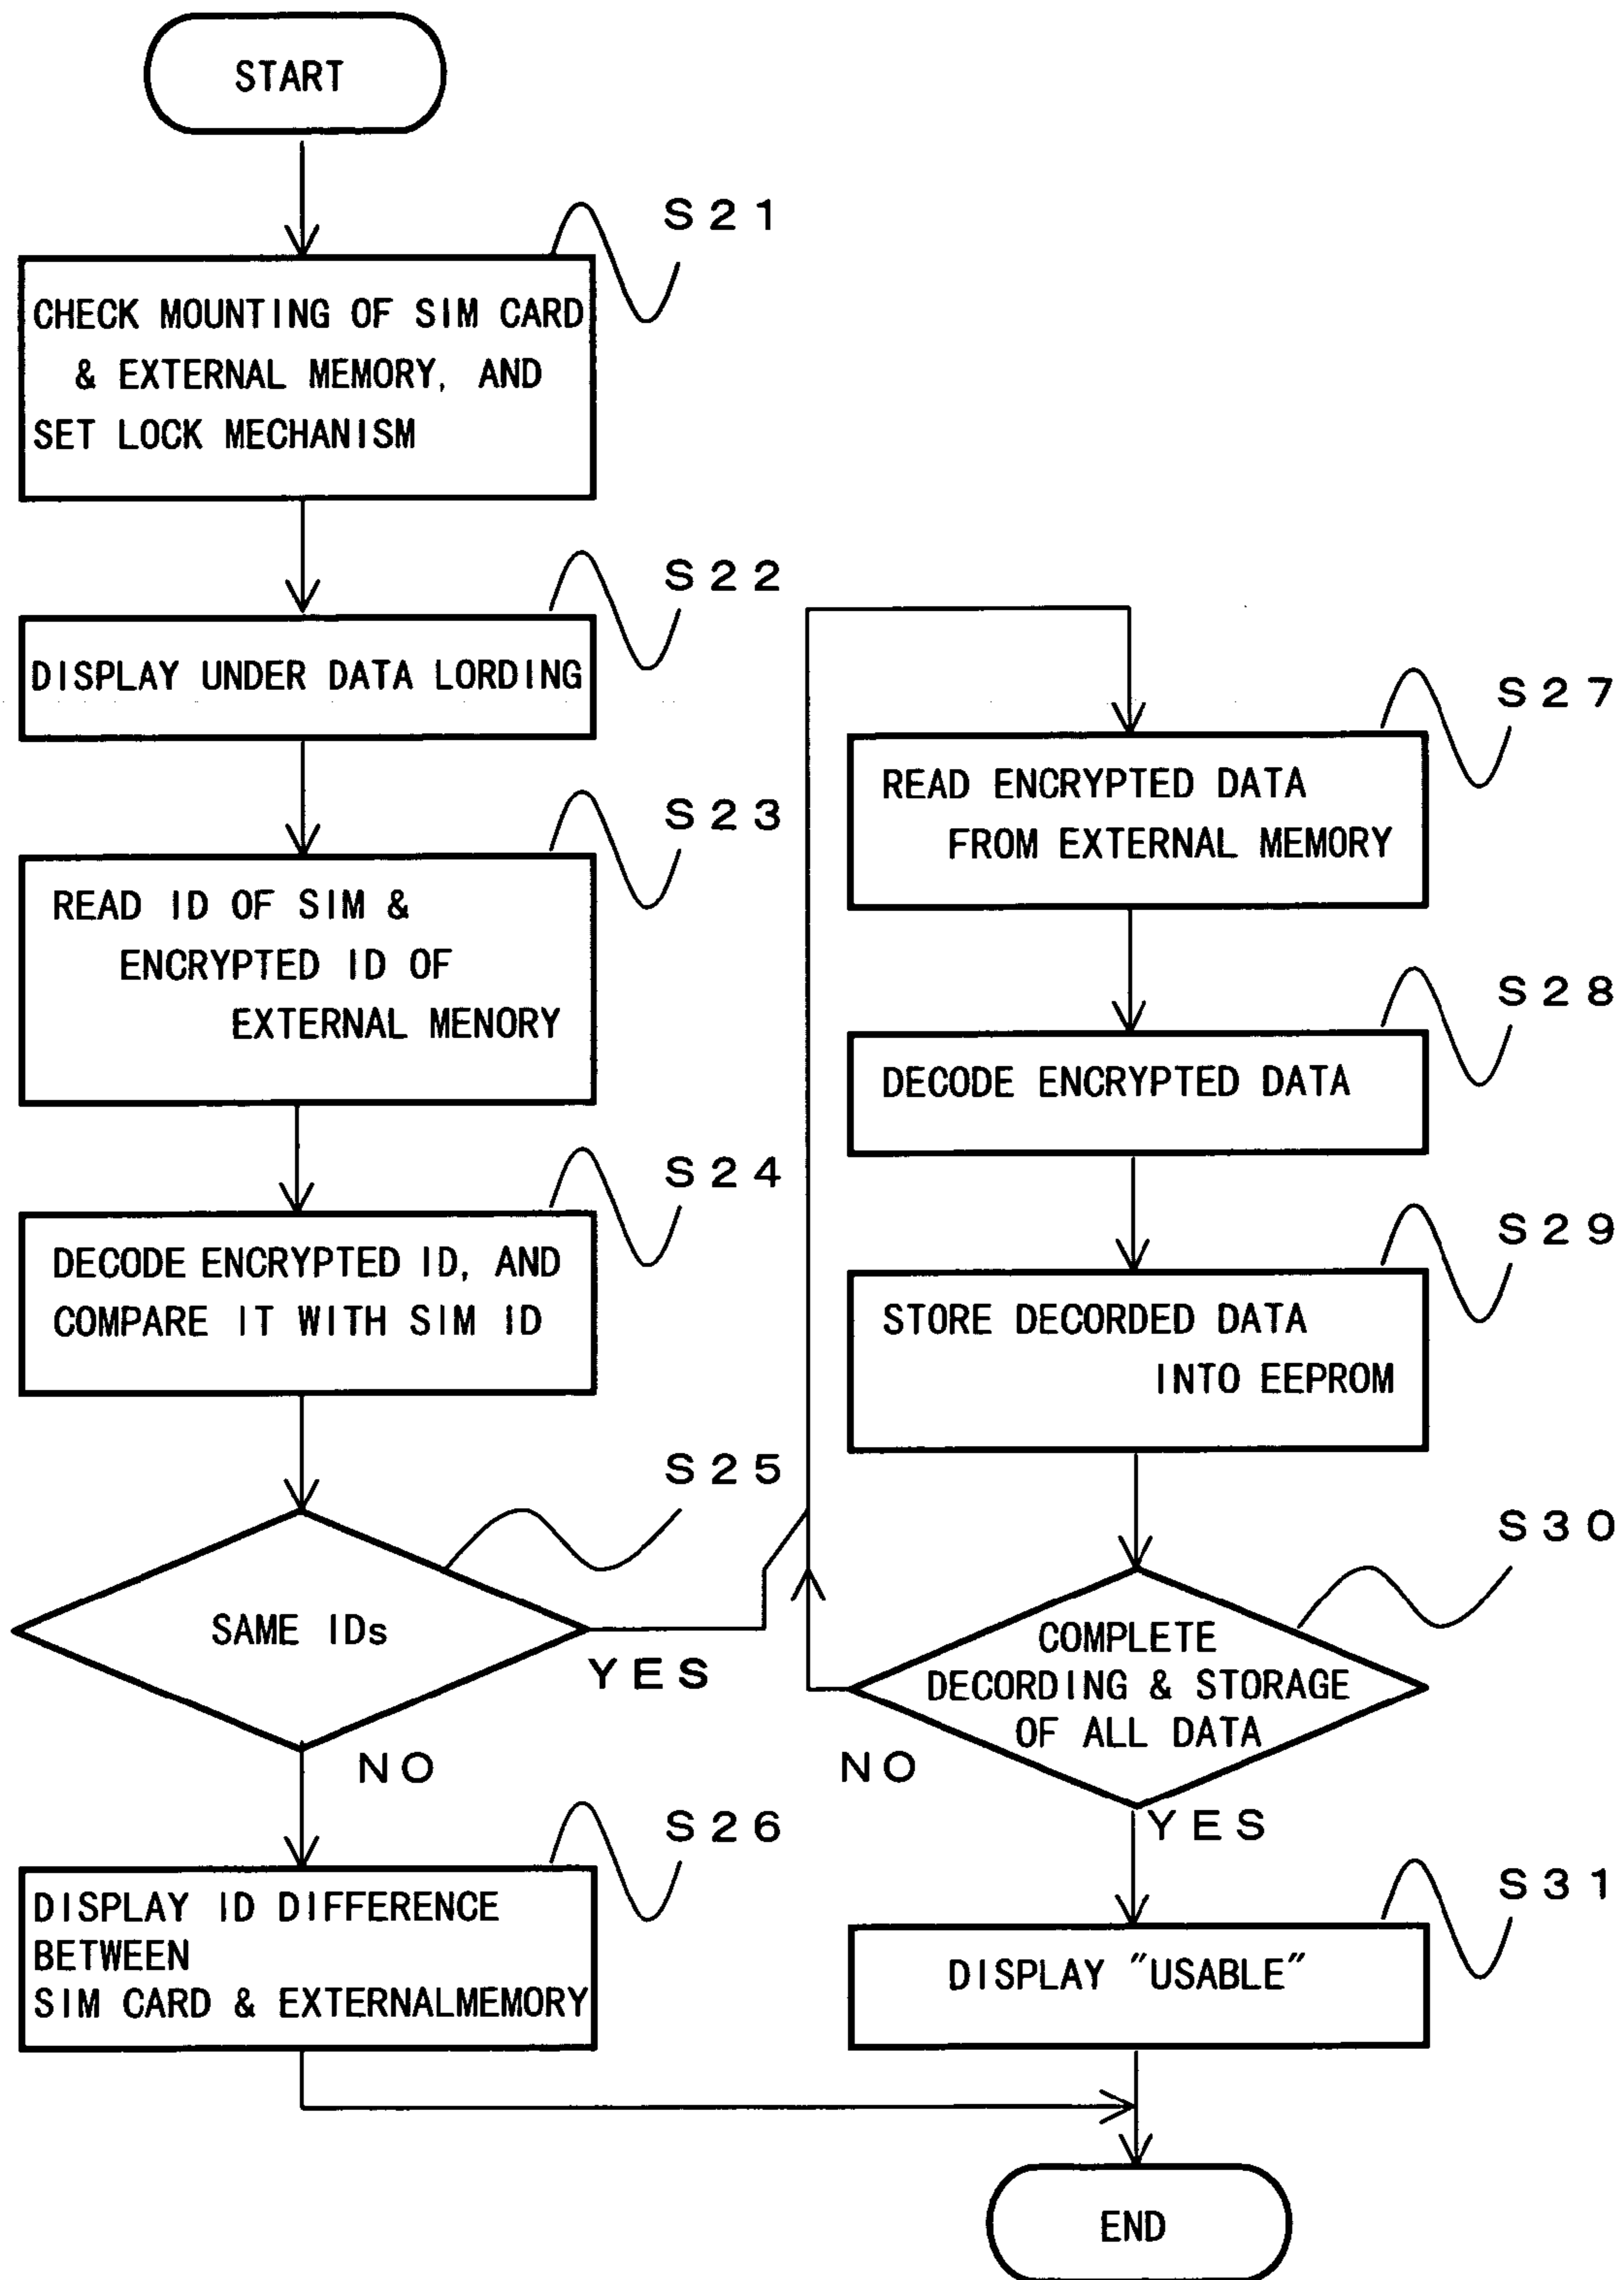 START
S21
CHECK MOUNTING OF SIM CARD
& EXTERNAL MEMORY, AND
SET LOCK MECHANISM
S22
DISPLAY UNDER DATA LORDING
S23
READ ID OF SIM &
ENCRYPTED ID OF
EXTERNAL MENORY
S24
DECODE ENCRYPTED ID, AND
COMPARE IT WITH SIM ID
S25
SAME IDs
YES
NO
S26
DISPLAY ID DIFFERENCE
BETWEEN
SIM CARD & EXTERNALMEMORY
S27
READ ENCRYPTED DATA
FROM EXTERNAL MEMORY
S28
DECODE ENCRYPTED DATA
S29
STORE DECORDED DATA
INTO EEPROM
S30
COMPLETE
DECORDING & STORAGE
OF ALL DATA
NO
YES
S31
DISPLAY "USABLE"
END